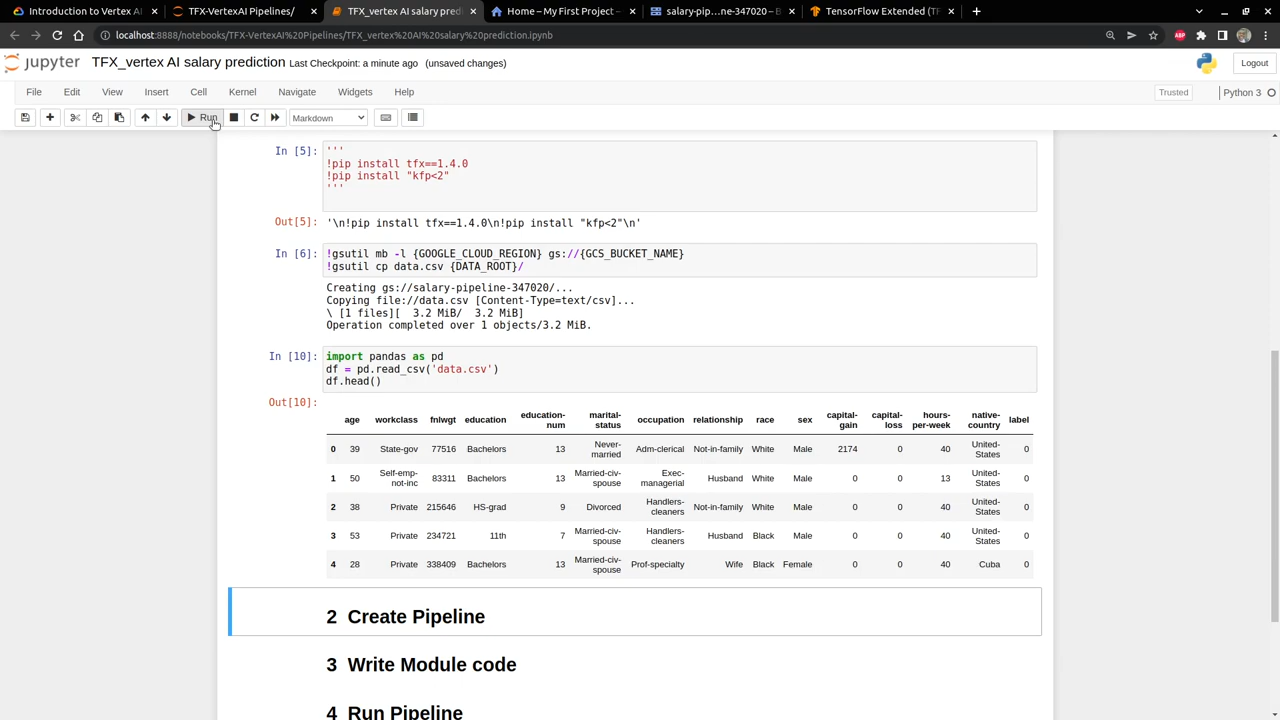 Introduction to Vertex AI
TFX-VertexAI Pipelines/
TFX_vertex AI salary predi
Home – My First Project –
salary-pip...ne-347020 – B
TensorFlow Extended (TF
localhost:8888/notebooks/TFX-VertexAI%20Pipelines/TFX_vertex%20AI%20salary%20prediction.ipynb
ABP
jupyter TFX_vertex AI salary prediction Last Checkpoint: a minute ago (unsaved changes)
Logout
File Edit View Insert Cell Kernel Navigate Widgets Help
Trusted Python 3
Run Markdown
In [5]: '''
!pip install tfx==1.4.0
!pip install "kfp<2"
'''
Out[5]: '\n!pip install tfx==1.4.0\n!pip install "kfp<2"\n'
In [6]: !gsutil mb -l {GOOGLE_CLOUD_REGION} gs://{GCS_BUCKET_NAME}
!gsutil cp data.csv {DATA_ROOT}/
Creating gs://salary-pipeline-347020/...
Copying file://data.csv [Content-Type=text/csv]...
\ [1 files][  3.2 MiB/  3.2 MiB]
Operation completed over 1 objects/3.2 MiB.
In [10]: import pandas as pd
df = pd.read_csv('data.csv')
df.head()
Out[10]:
age workclass fnlwgt education education-num marital-status occupation relationship race sex capital-gain capital-loss hours-per-week native-country label
0 39 State-gov 77516 Bachelors 13 Never-married Adm-clerical Not-in-family White Male 2174 0 40 United-States 0
1 50 Self-emp-not-inc 83311 Bachelors 13 Married-civ-spouse Exec-managerial Husband White Male 0 0 13 United-States 0
2 38 Private 215646 HS-grad 9 Divorced Handlers-cleaners Not-in-family White Male 0 0 40 United-States 0
3 53 Private 234721 11th 7 Married-civ-spouse Handlers-cleaners Husband Black Male 0 0 40 United-States 0
4 28 Private 338409 Bachelors 13 Married-civ-spouse Prof-specialty Wife Black Female 0 0 40 Cuba 0
2 Create Pipeline
3 Write Module code
4 Run Pipeline